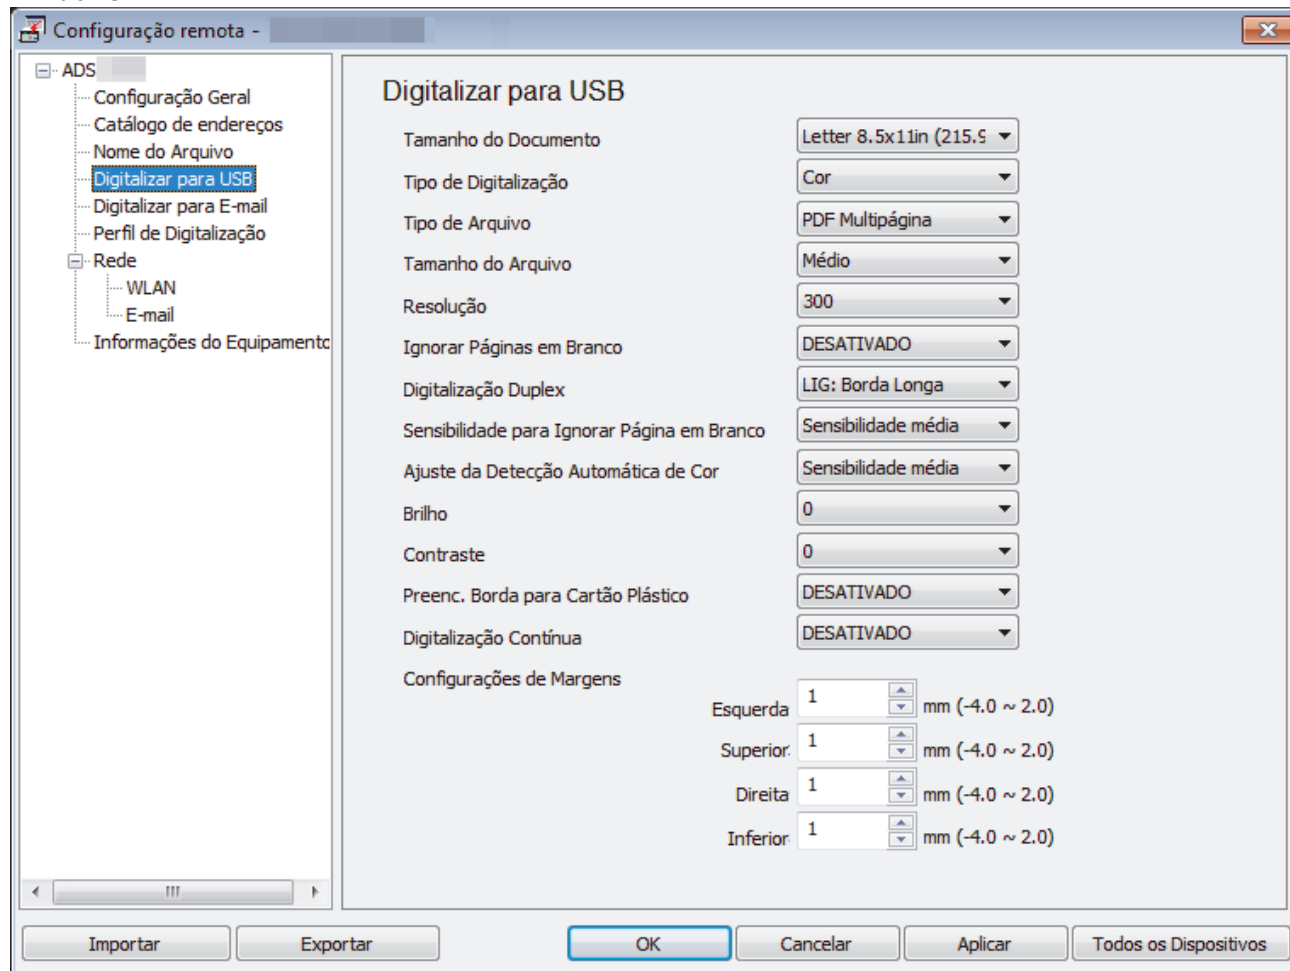 Configuração remota -
ADS
Configuração Geral
Catálogo de endereços
Nome do Arquivo
Digitalizar para USB
Digitalizar para E-mail
Perfil de Digitalização
Rede
WLAN
E-mail
Informações do Equipamento
Digitalizar para USB
Tamanho do Documento Letter 8.5x11in (215.9
Tipo de Digitalização Cor
Tipo de Arquivo PDF Multipágina
Tamanho do Arquivo Médio
Resolução 300
Ignorar Páginas em Branco DESATIVADO
Digitalização Duplex LIG: Borda Longa
Sensibilidade para Ignorar Página em Branco Sensibilidade média
Ajuste da Detecção Automática de Cor Sensibilidade média
Brilho 0
Contraste 0
Preenc. Borda para Cartão Plástico DESATIVADO
Digitalização Contínua DESATIVADO
Configurações de Margens
Esquerda 1 mm (-4.0 ~ 2.0)
Superior 1 mm (-4.0 ~ 2.0)
Direita 1 mm (-4.0 ~ 2.0)
Inferior 1 mm (-4.0 ~ 2.0)
Importar Exportar OK Cancelar Aplicar Todos os Dispositivos